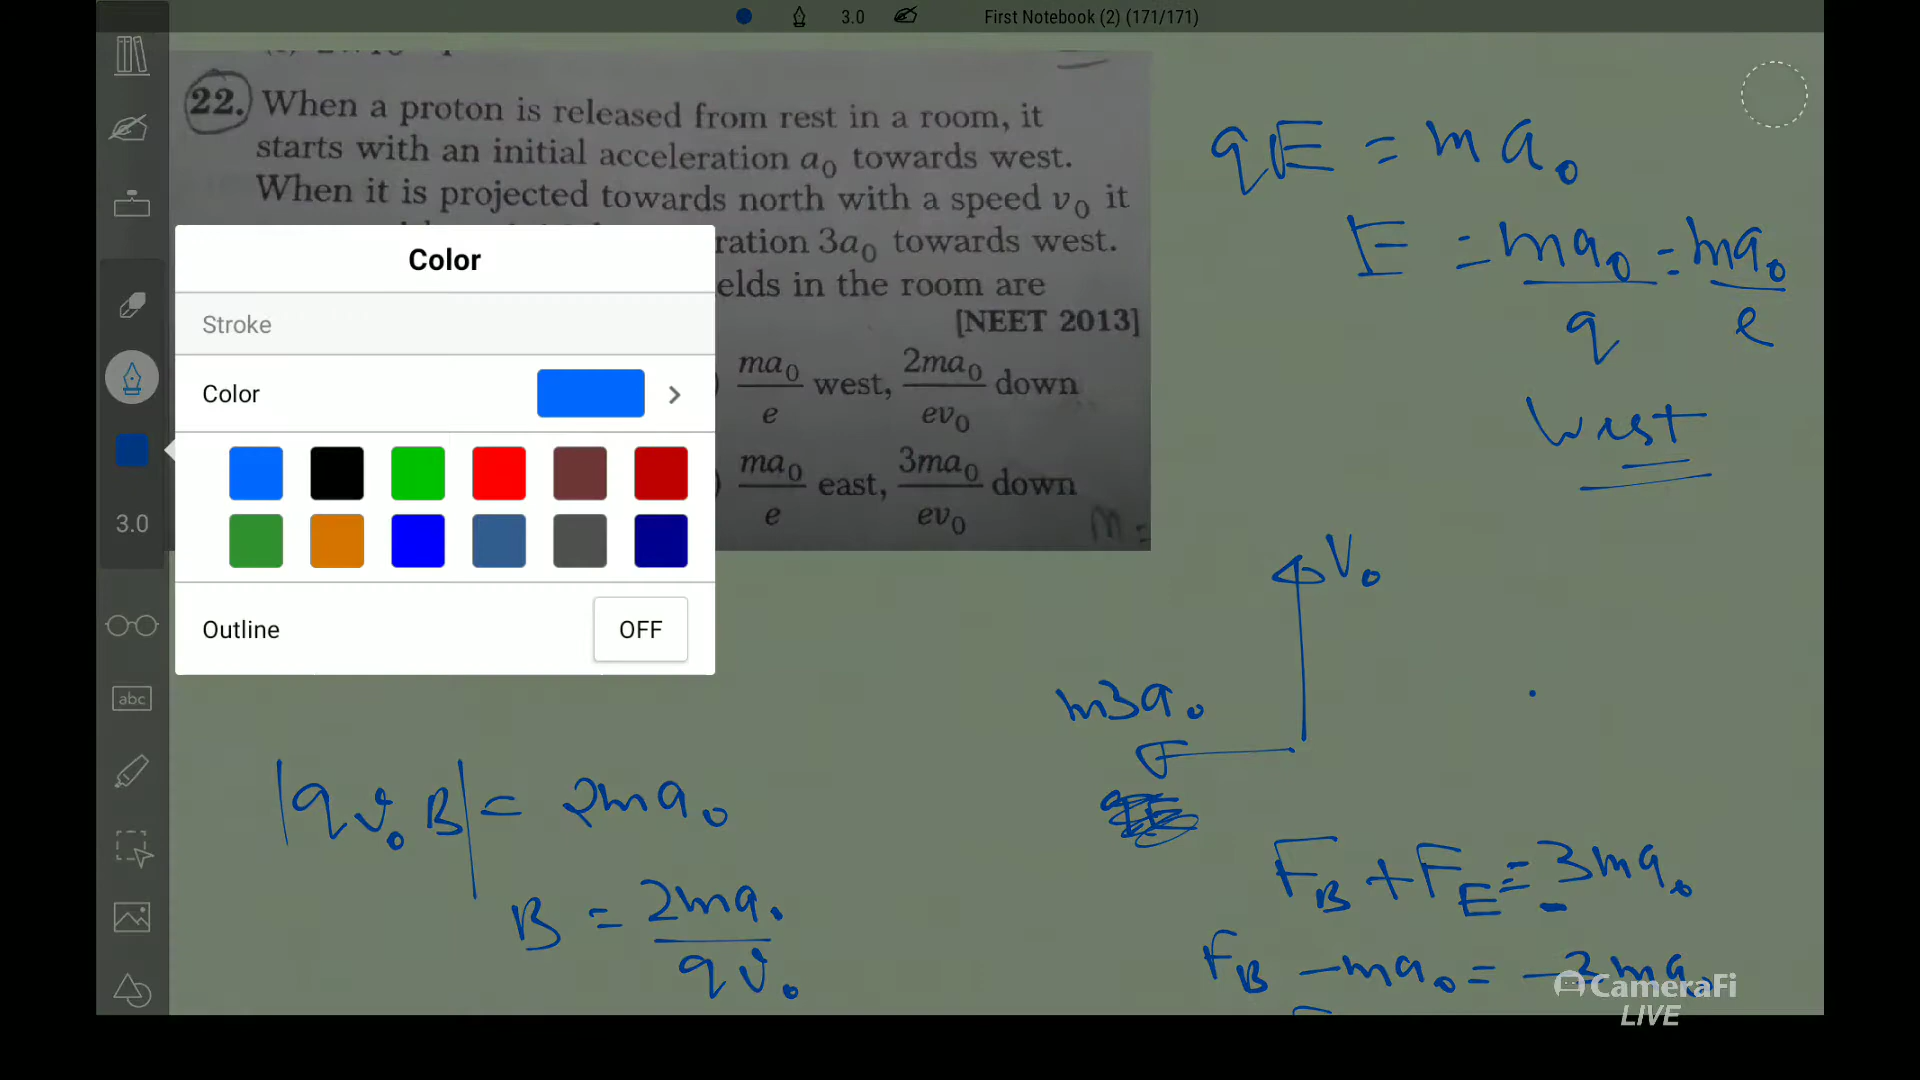 3.0 First Notebook (2) (171/171)
22. When a proton is released from rest in a room, it
starts with an initial acceleration a₀ towards west.
When it is projected towards north with a speed v₀ it
ration 3a₀ towards west.
elds in the room are
[NEET 2013]
ma₀/e west, 2ma₀/ev₀ down
ma₀/e east, 3ma₀/ev₀ down
m =
Color
Stroke
Color
Outline OFF
3.0
abc
qE = ma₀
E = ma₀/q = ma₀/e
West
V₀
m3a₀
|qv₀B| = 2ma₀
B = 2ma₀/qv₀
F_B + F_E = 3ma₀
F_B - ma₀ =
CameraFi
LIVE